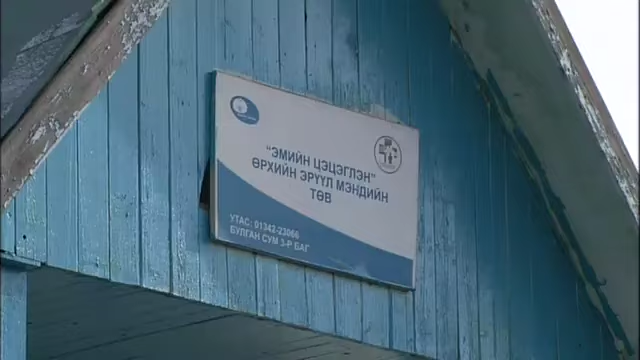 "ЭМИЙН ЦЭЦЭГЛЭН"
ӨРХИЙН ЭРҮҮЛ МЭНДИЙН
ТӨВ
УТАС: 01342-23066
БУЛГАН СУМ 3-Р БАГ